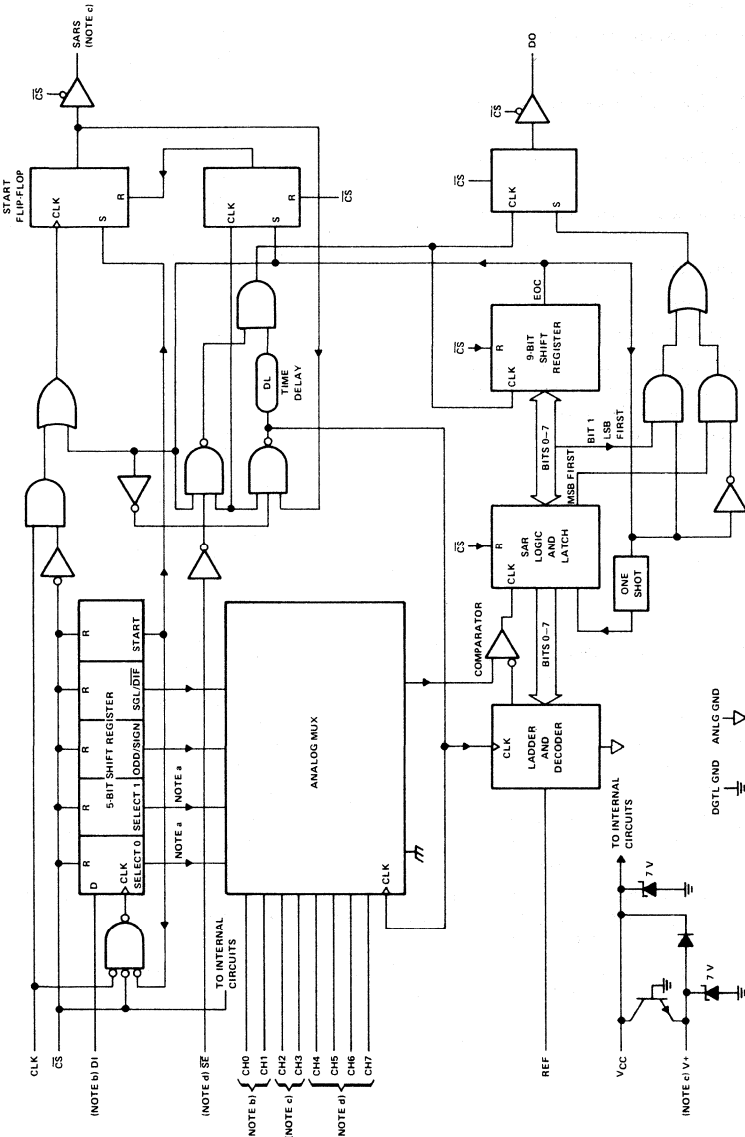 CLK
CS
(NOTE b) DI
(NOTE d) SE
TO INTERNAL
CIRCUITS
D
R
R
R
R
R
CLK
5-BIT SHIFT REGISTER
SELECT 0
SELECT 1
ODD/SIGN
SGL/DIF
START
NOTE a
NOTE a
START
FLIP-FLOP
CLK
S
R
CS
SARS
(NOTE c)
CLK
S
R
CS
DL
TIME
DELAY
(NOTE b)
CH0
CH1
(NOTE c)
CH2
CH3
(NOTE d)
CH4
CH5
CH6
CH7
ANALOG MUX
CLK
COMPARATOR
REF
CLK
LADDER
AND
DECODER
BITS 0–7
CS
R
CLK
SAR
LOGIC
AND
LATCH
MSB FIRST
BITS 0–7
BIT 1
LSB
FIRST
CS
R
CLK
9-BIT
SHIFT
REGISTER
EOC
ONE
SHOT
CS
CLK
S
CS
DO
VCC
(NOTE c) V+
7 V
7 V
TO INTERNAL
CIRCUITS
DGTL GND
ANLG GND